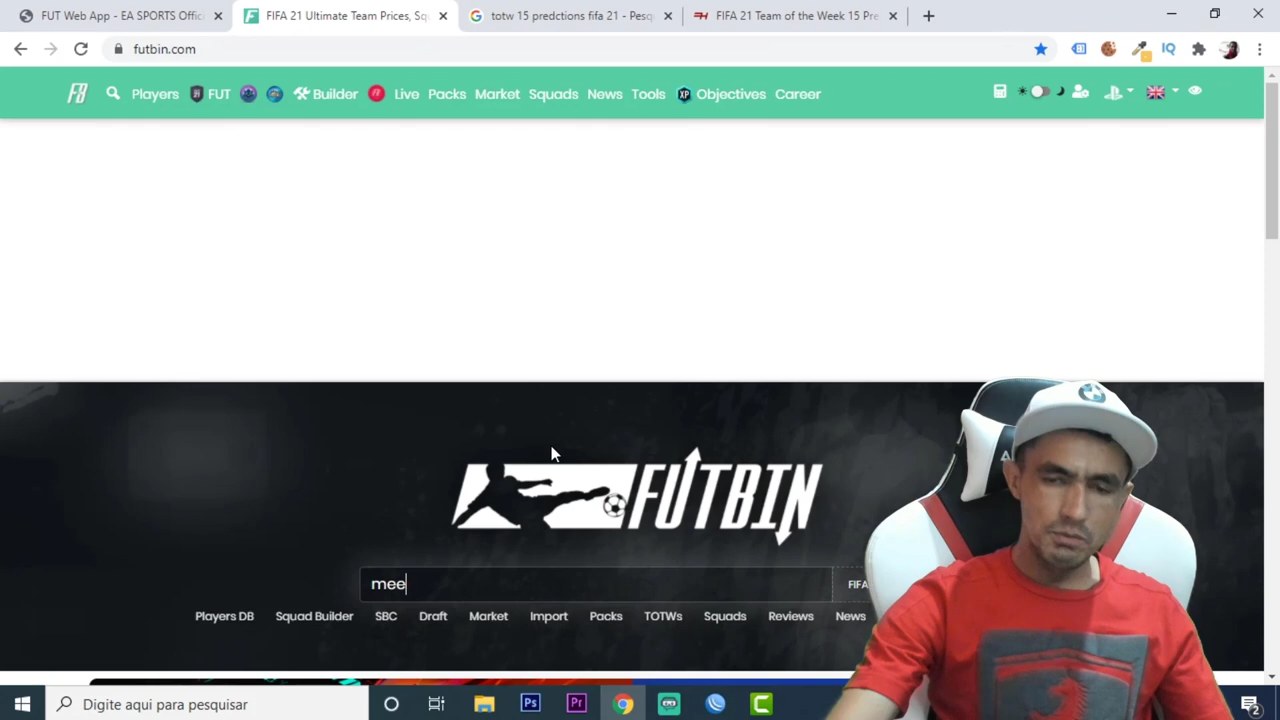 FUT Web App - EA SPORTS Offici
FIFA 21 Ultimate Team Prices, Squ
totw 15 predctions fifa 21 - Pesq
FIFA 21 Team of the Week 15 Pre
futbin.com
Players FUT Builder Live Packs Market Squads News Tools XP Objectives Career
FUTBIN
mee
FIFA
Players DB Squad Builder SBC Draft Market Import Packs TOTWs Squads Reviews News
Digite aqui para pesquisar